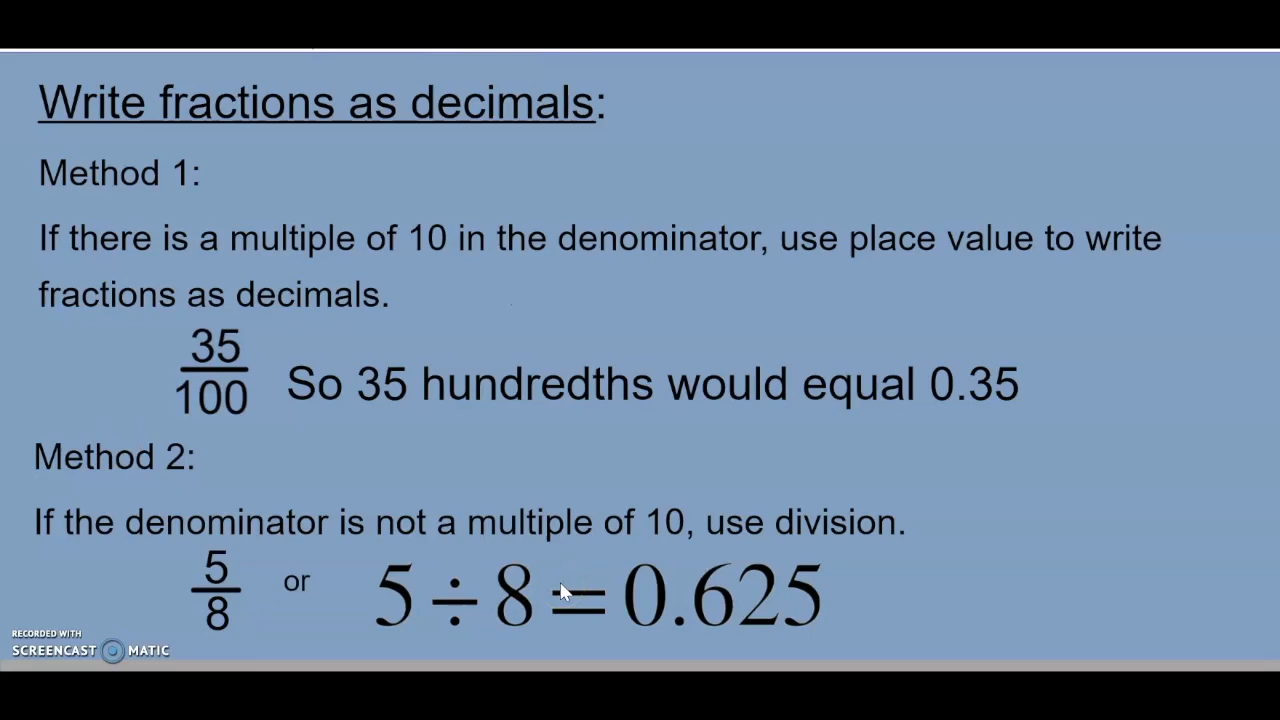 Write fractions as decimals:
Method 1:
If there is a multiple of 10 in the denominator, use place value to write
fractions as decimals.
35
100
So 35 hundredths would equal 0.35
Method 2:
If the denominator is not a multiple of 10, use division.
5
8
or
5 ÷ 8 = 0.625
RECORDED WITH
SCREENCAST MATIC